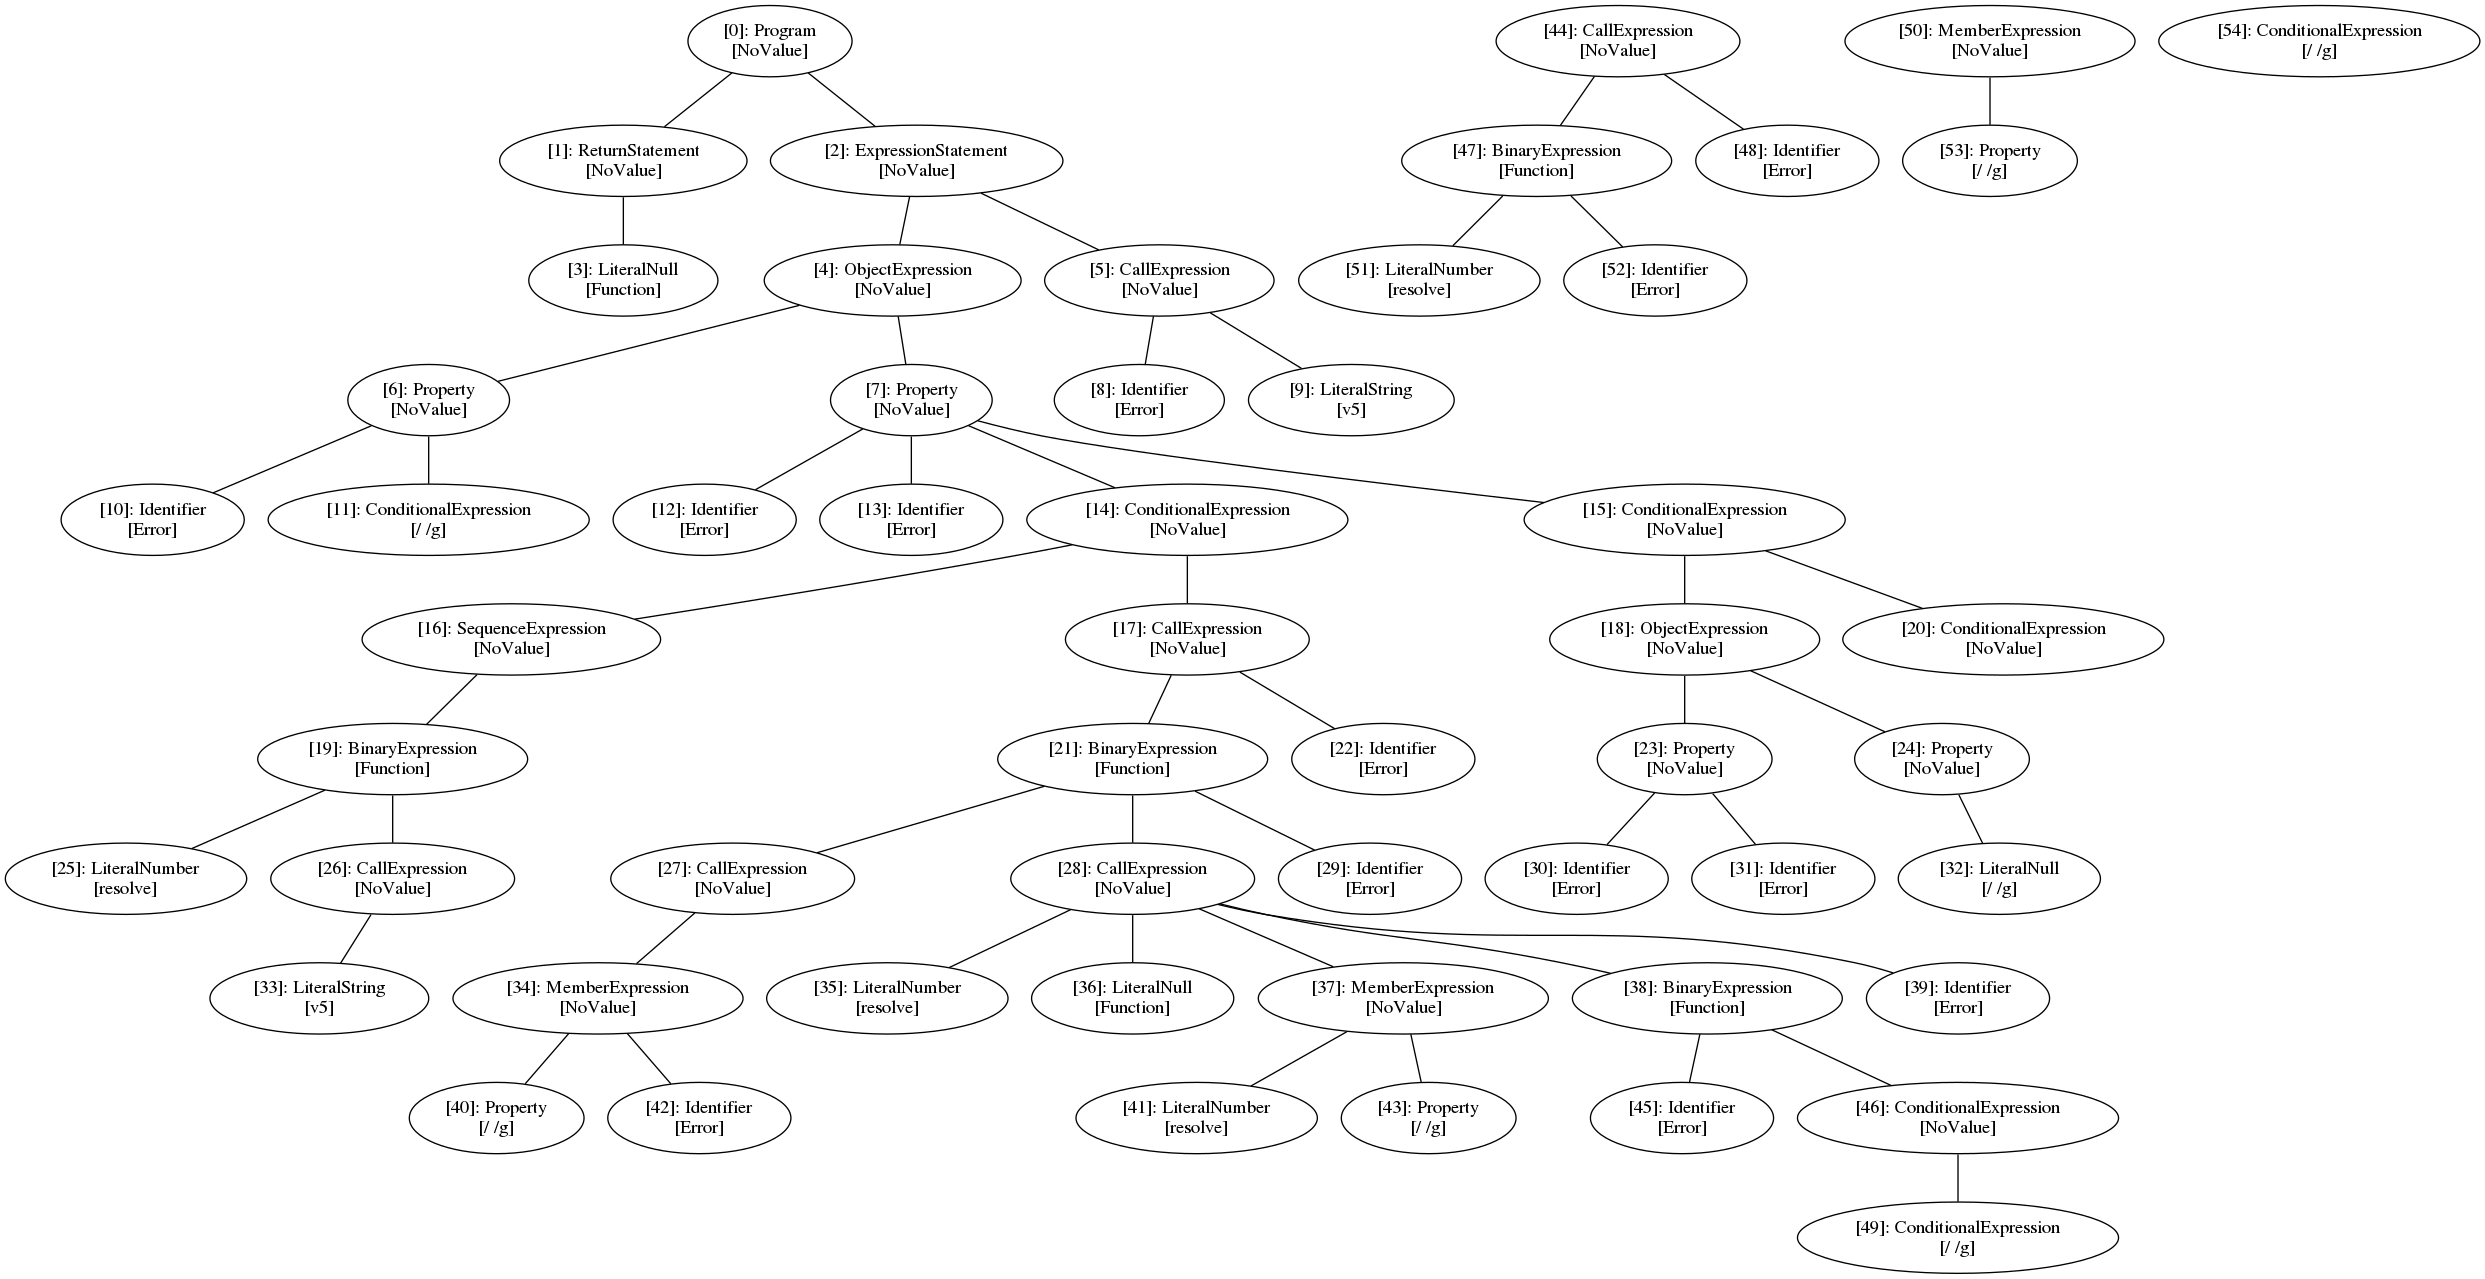 [0]: Program
[NoValue]
[44]: CallExpression
[NoValue]
[50]: MemberExpression
[NoValue]
[54]: ConditionalExpression
[/ /g]
[1]: ReturnStatement
[NoValue]
[2]: ExpressionStatement
[NoValue]
[47]: BinaryExpression
[Function]
[48]: Identifier
[Error]
[53]: Property
[/ /g]
[3]: LiteralNull
[Function]
[4]: ObjectExpression
[NoValue]
[5]: CallExpression
[NoValue]
[51]: LiteralNumber
[resolve]
[52]: Identifier
[Error]
[6]: Property
[NoValue]
[7]: Property
[NoValue]
[8]: Identifier
[Error]
[9]: LiteralString
[v5]
[10]: Identifier
[Error]
[11]: ConditionalExpression
[/ /g]
[12]: Identifier
[Error]
[13]: Identifier
[Error]
[14]: ConditionalExpression
[NoValue]
[15]: ConditionalExpression
[NoValue]
[16]: SequenceExpression
[NoValue]
[17]: CallExpression
[NoValue]
[18]: ObjectExpression
[NoValue]
[20]: ConditionalExpression
[NoValue]
[19]: BinaryExpression
[Function]
[21]: BinaryExpression
[Function]
[22]: Identifier
[Error]
[23]: Property
[NoValue]
[24]: Property
[NoValue]
[25]: LiteralNumber
[resolve]
[26]: CallExpression
[NoValue]
[27]: CallExpression
[NoValue]
[28]: CallExpression
[NoValue]
[29]: Identifier
[Error]
[30]: Identifier
[Error]
[31]: Identifier
[Error]
[32]: LiteralNull
[/ /g]
[33]: LiteralString
[v5]
[34]: MemberExpression
[NoValue]
[35]: LiteralNumber
[resolve]
[36]: LiteralNull
[Function]
[37]: MemberExpression
[NoValue]
[38]: BinaryExpression
[Function]
[39]: Identifier
[Error]
[40]: Property
[/ /g]
[42]: Identifier
[Error]
[41]: LiteralNumber
[resolve]
[43]: Property
[/ /g]
[45]: Identifier
[Error]
[46]: ConditionalExpression
[NoValue]
[49]: ConditionalExpression
[/ /g]